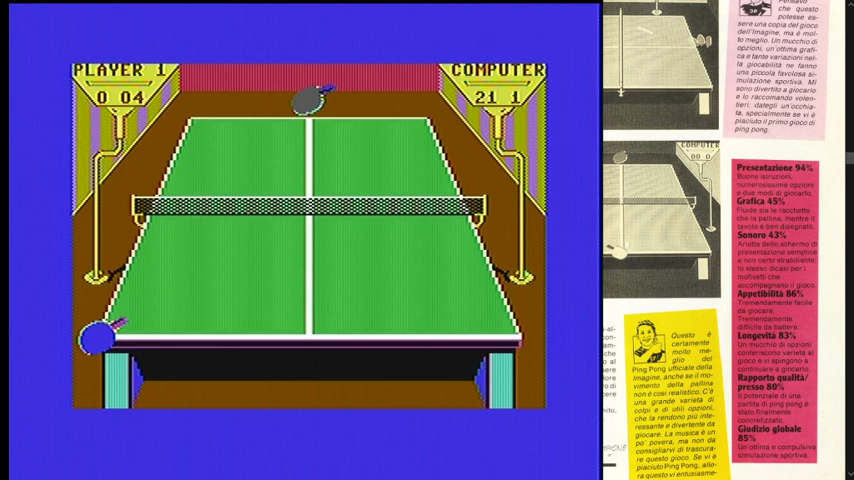 PLAYER 1
0 04
COMPUTER
21 1
Pensavo
che questo
potesse es-
sere una copia del gioco
dell'Imagine, ma è mol-
to meglio. Un mucchio di
opzioni, un'ottima grafi-
ca e tante variazioni nel-
la giocabilità ne fanno
una piccola favolosa si-
mulazione sportiva. Mi
sono divertito a giocarlo
e lo raccomando volen-
tieri: dategli un'occhia-
ta, specialmente se vi è
piaciuto il primo gioco di
ping pong.
COMPUTER
00 0
Presentazione 94%
Buone istruzioni,
numerosissime opzioni
e due modi di giocarlo.
Grafica 45%
Fluide sia le racchette
che la pallina, mentre il
tavolo è ben disegnato.
Sonoro 43%
Arietta dello schermo di
presentazione semplice
e non certo strabiliante;
lo stesso dicasi per i
motivetti che
accompagnano il gioco.
Appetibilità 86%
Tremendamente facile
da giocare.
Tremendamente
difficile da battere.
Longevità 83%
Un mucchio di opzioni
conferiscono varietà al
gioco e vi spingono a
continuare a giocarlo.
Rapporto qualità/
presso 80%
Il potenziale di una
partita di ping pong è
stato finalmente
concretizzato.
Giudizio globale
85%
Un'ottima e compulsiva
simulazione sportiva.
Questo è
certamente
molto me-
glio del
Ping Pong ufficiale della
Imagine, anche se il mo-
vimento della pallina
non è così realistico. C'è
una grande varietà di
colpi e di utili opzioni,
che la rendono più inte-
ressante e divertente da
giocare. La musica è un
po' povera, ma non da
consigliarvi di trascura-
re questo gioco. Se vi è
piaciuto Ping Pong, allo-
ra questo vi entusiasme-